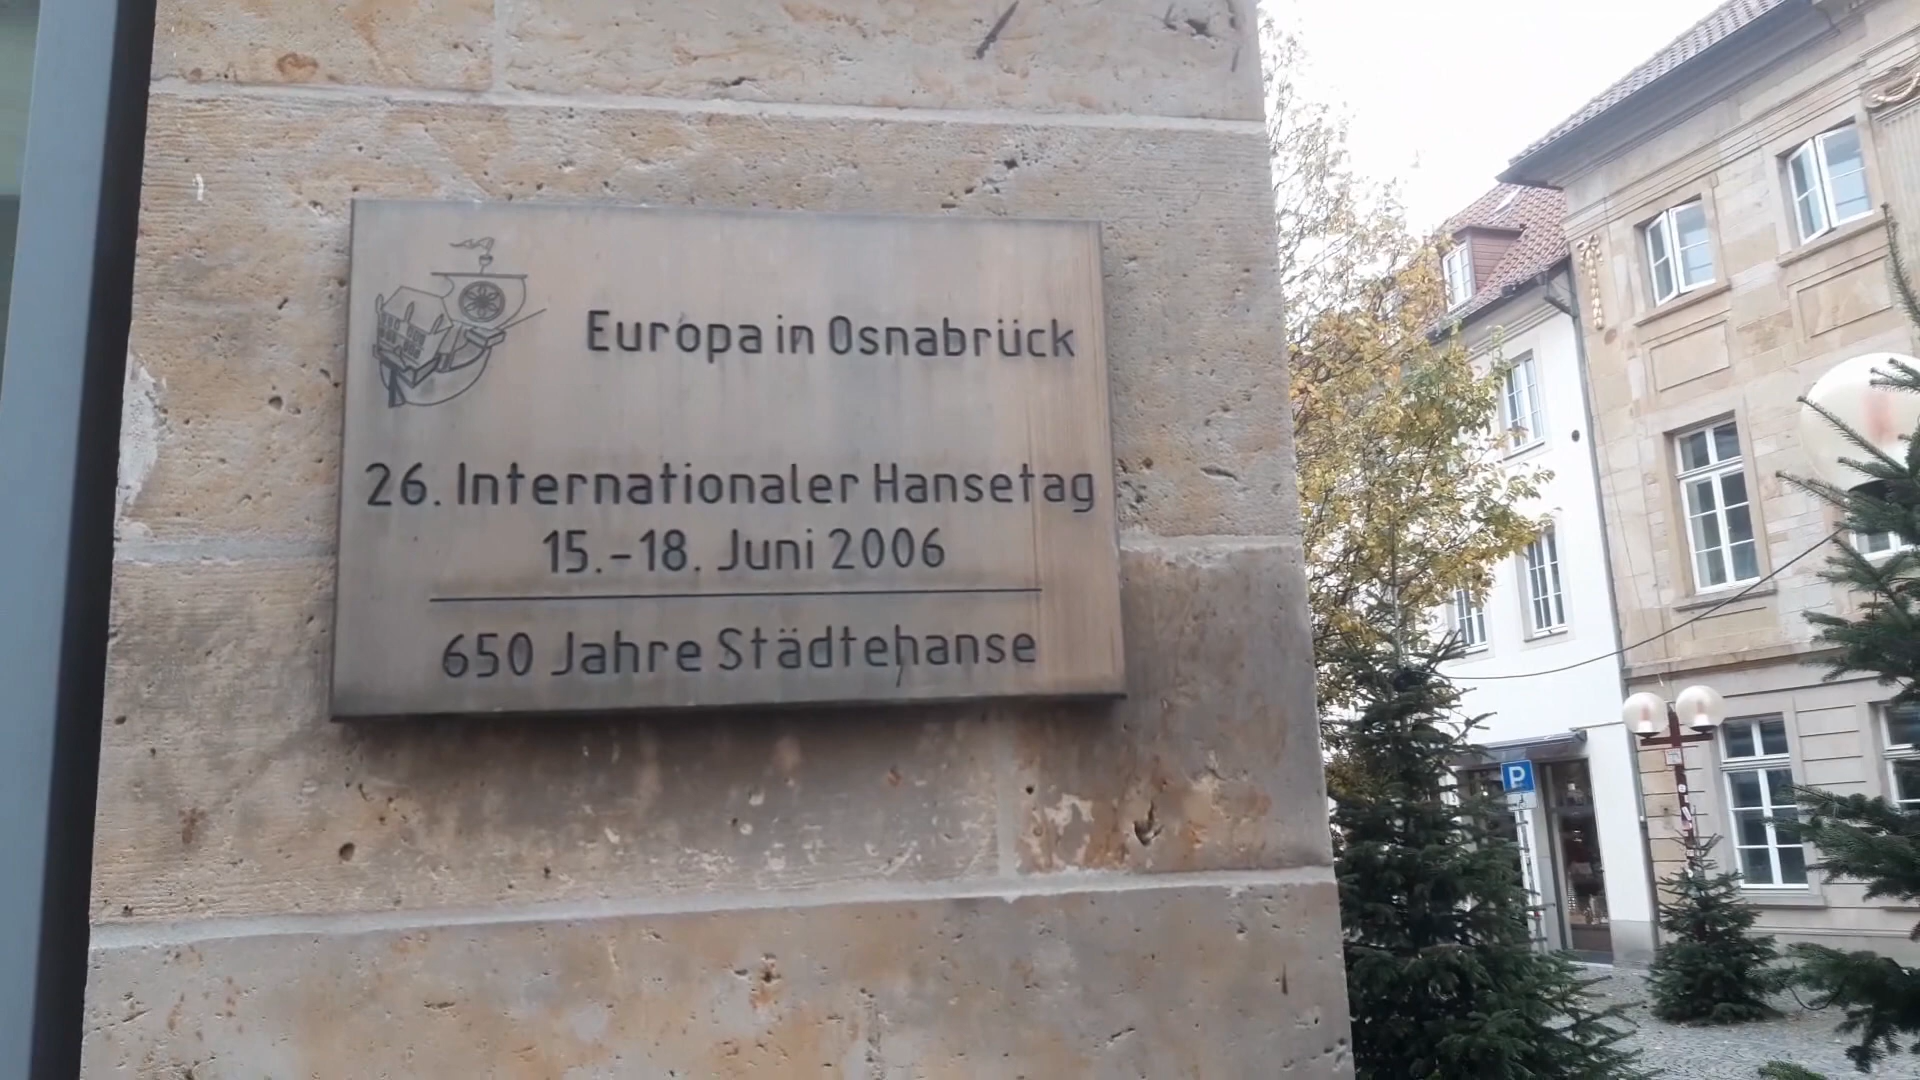 Europa in Osnabrück
26. Internationaler Hansetag
15.-18. Juni 2006
650 Jahre Städtehanse
P